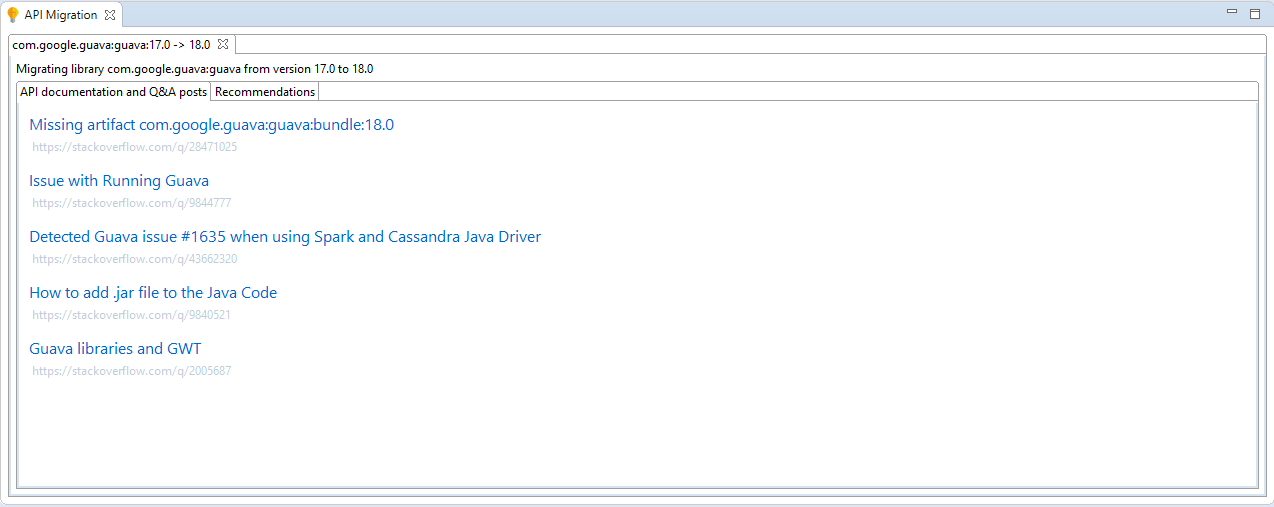 API Migration
com.google.guava:guava:17.0 -> 18.0
Migrating library com.google.guava:guava from version 17.0 to 18.0
API documentation and Q&A posts Recommendations
Missing artifact com.google.guava:guava:bundle:18.0
https://stackoverflow.com/q/28471025
Issue with Running Guava
https://stackoverflow.com/q/9844777
Detected Guava issue #1635 when using Spark and Cassandra Java Driver
https://stackoverflow.com/q/43662320
How to add .jar file to the Java Code
https://stackoverflow.com/q/9840521
Guava libraries and GWT
https://stackoverflow.com/q/2005687